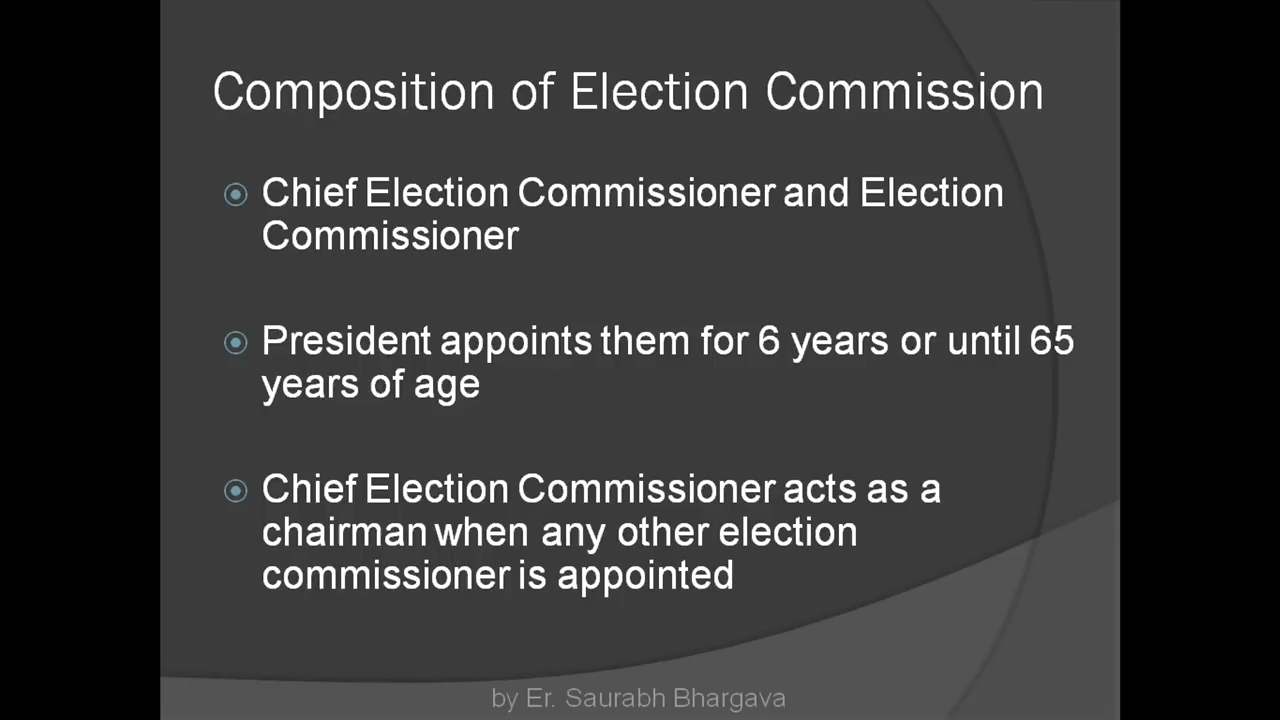 Composition of Election Commission
Chief Election Commissioner and Election
Commissioner
President appoints them for 6 years or until 65
years of age
Chief Election Commissioner acts as a
chairman when any other election
commissioner is appointed
by Er. Saurabh Bhargava